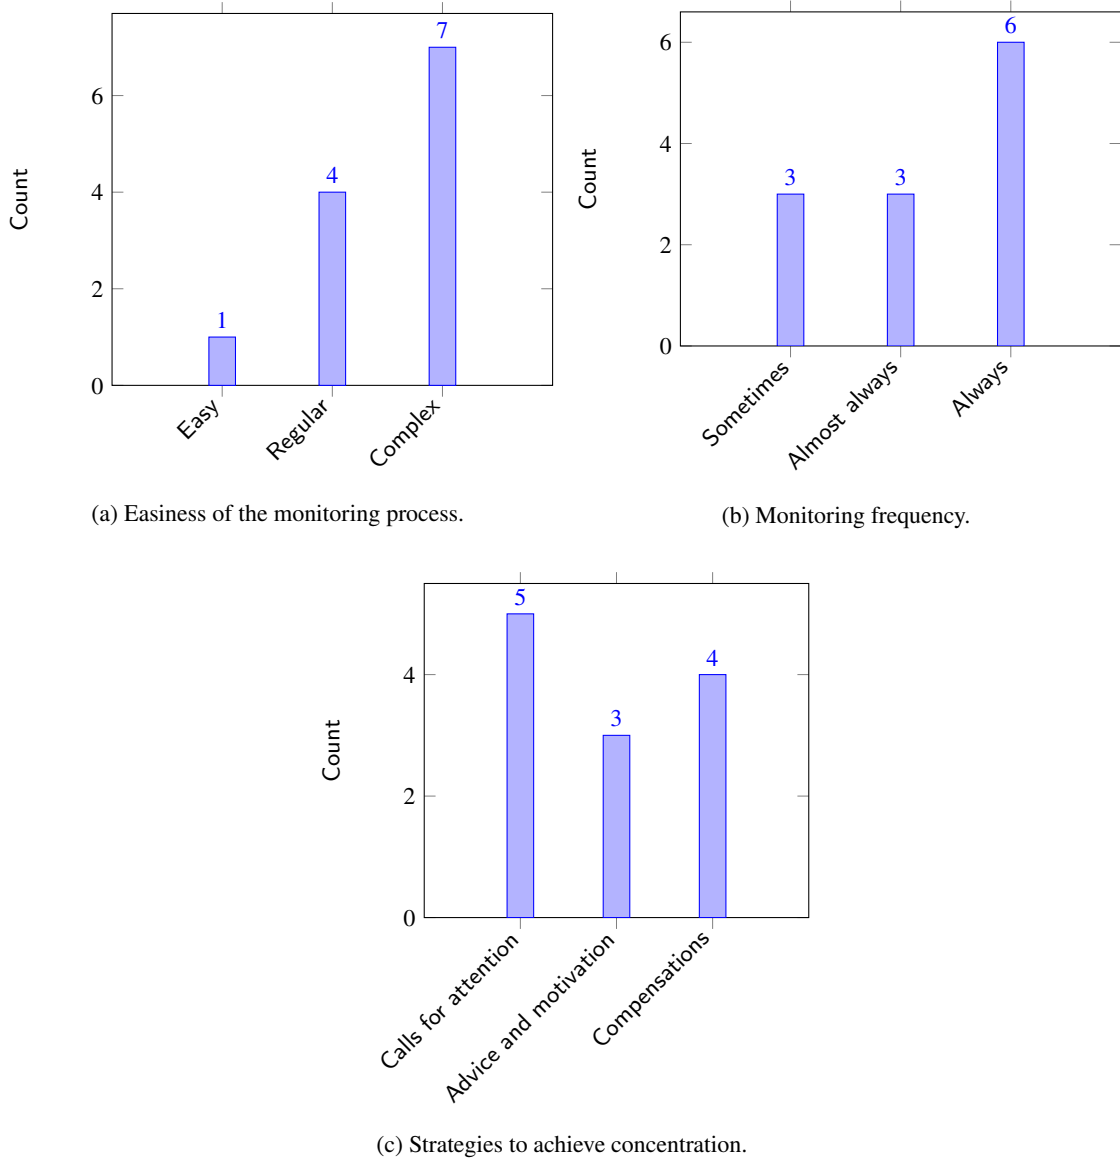 7
6
4
4
2
1
0
Count
Easy
Regular
Complex
(a) Easiness of the monitoring process.
6
6
4
3
3
2
0
Count
Sometimes
Almost always
Always
(b) Monitoring frequency.
5
4
4
3
2
0
Count
Calls for attention
Advice and motivation
Compensations
(c) Strategies to achieve concentration.